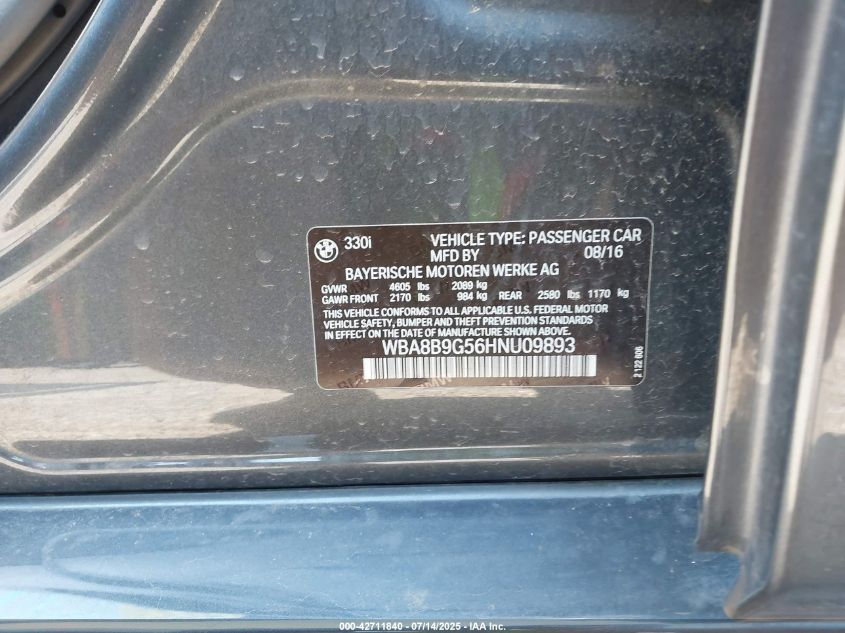 330i VEHICLE TYPE: PASSENGER CAR
MFD BY 08/16
BAYERISCHE MOTOREN WERKE AG
GVWR 4605 lbs 2089 kg
GAWR FRONT 2170 lbs 984 kg REAR 2580 lbs 1170 kg
THIS VEHICLE CONFORMS TO ALL APPLICABLE U.S. FEDERAL MOTOR
VEHICLE SAFETY, BUMPER AND THEFT PREVENTION STANDARDS
IN EFFECT ON THE DATE OF MANUFACTURE SHOWN ABOVE.
WBA8B9G56HNU09893
2 122 606
000-42711840 - 07/14/2025 - IAA Inc.